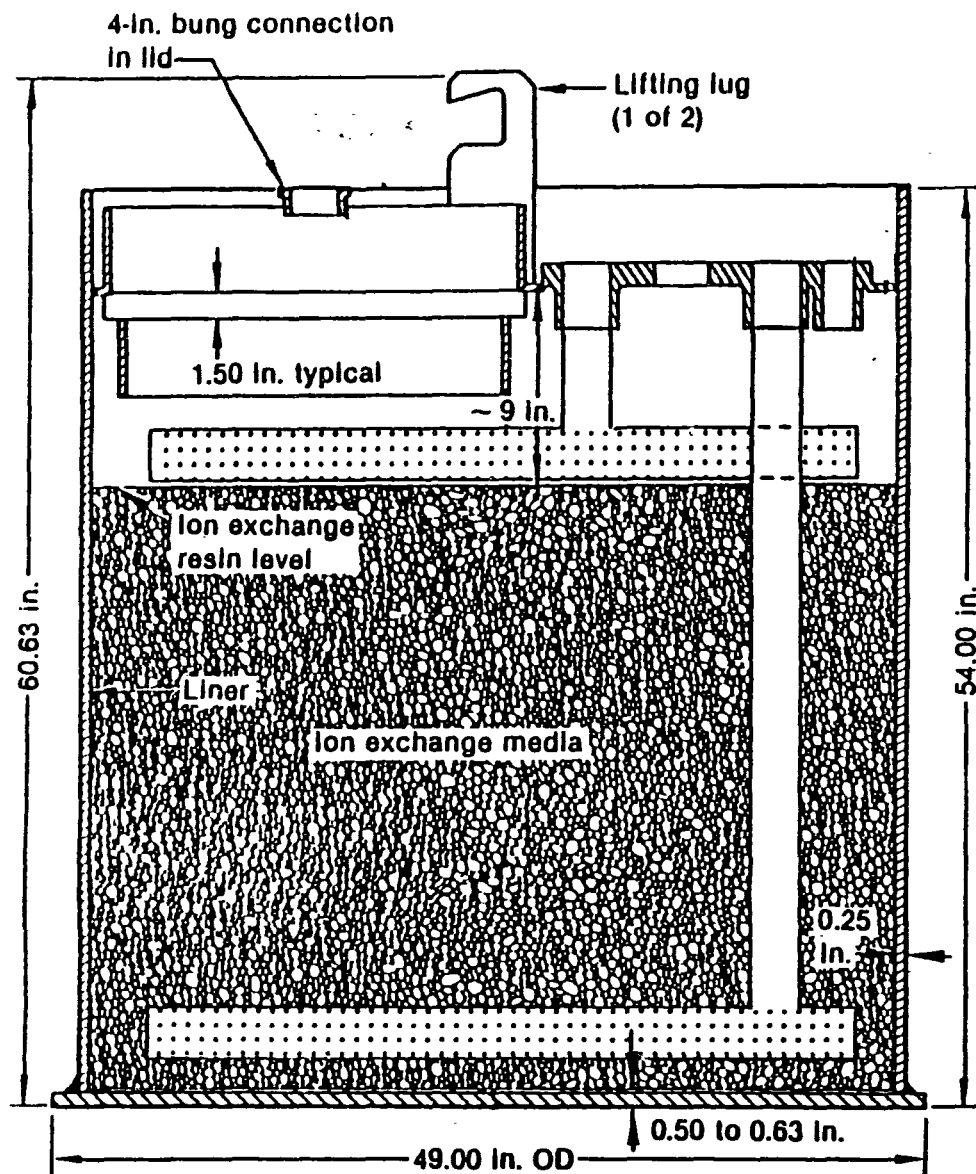 4-in. bung connection
in lid
Lifting lug
(1 of 2)
1.50 in. typical
~ 9 in.
Ion exchange
resin level
60.63 in.
54.00 in.
Liner
Ion exchange media
0.25
in.
0.50 to 0.63 in.
49.00 in. OD